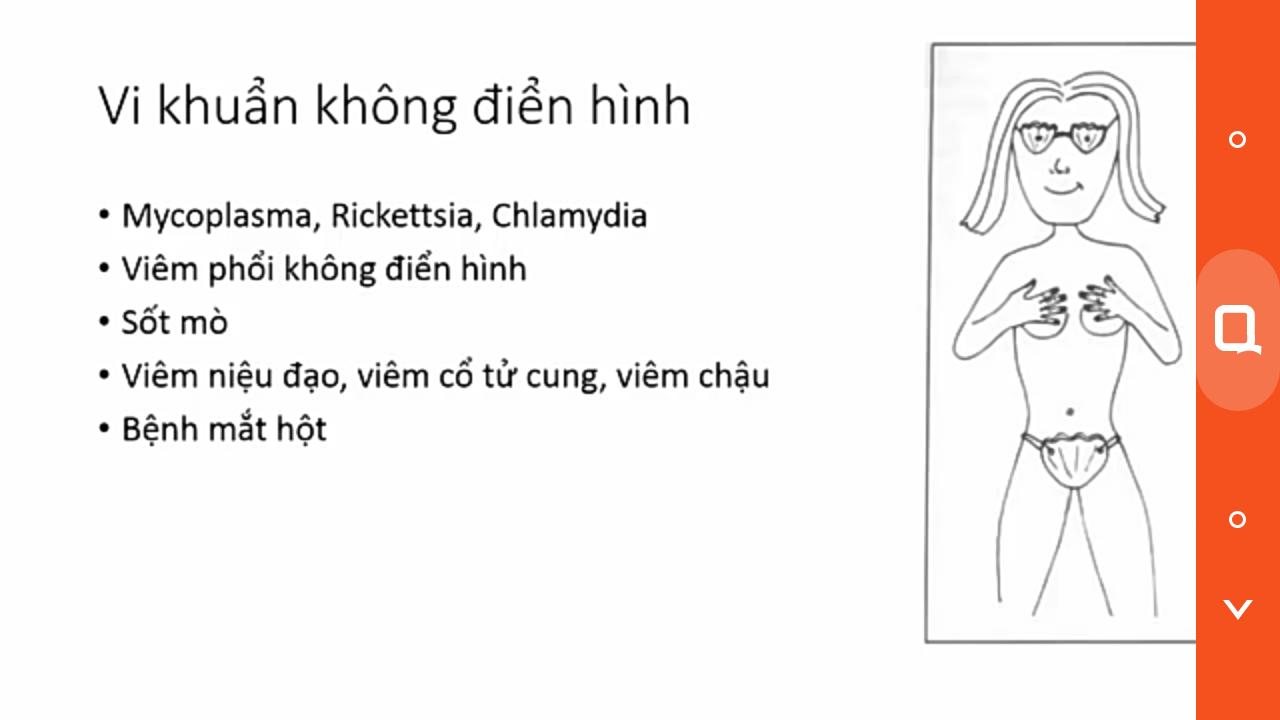 Vi khuẩn không điển hình
• Mycoplasma, Rickettsia, Chlamydia
• Viêm phổi không điển hình
• Sốt mò
• Viêm niệu đạo, viêm cổ tử cung, viêm chậu
• Bệnh mắt hột